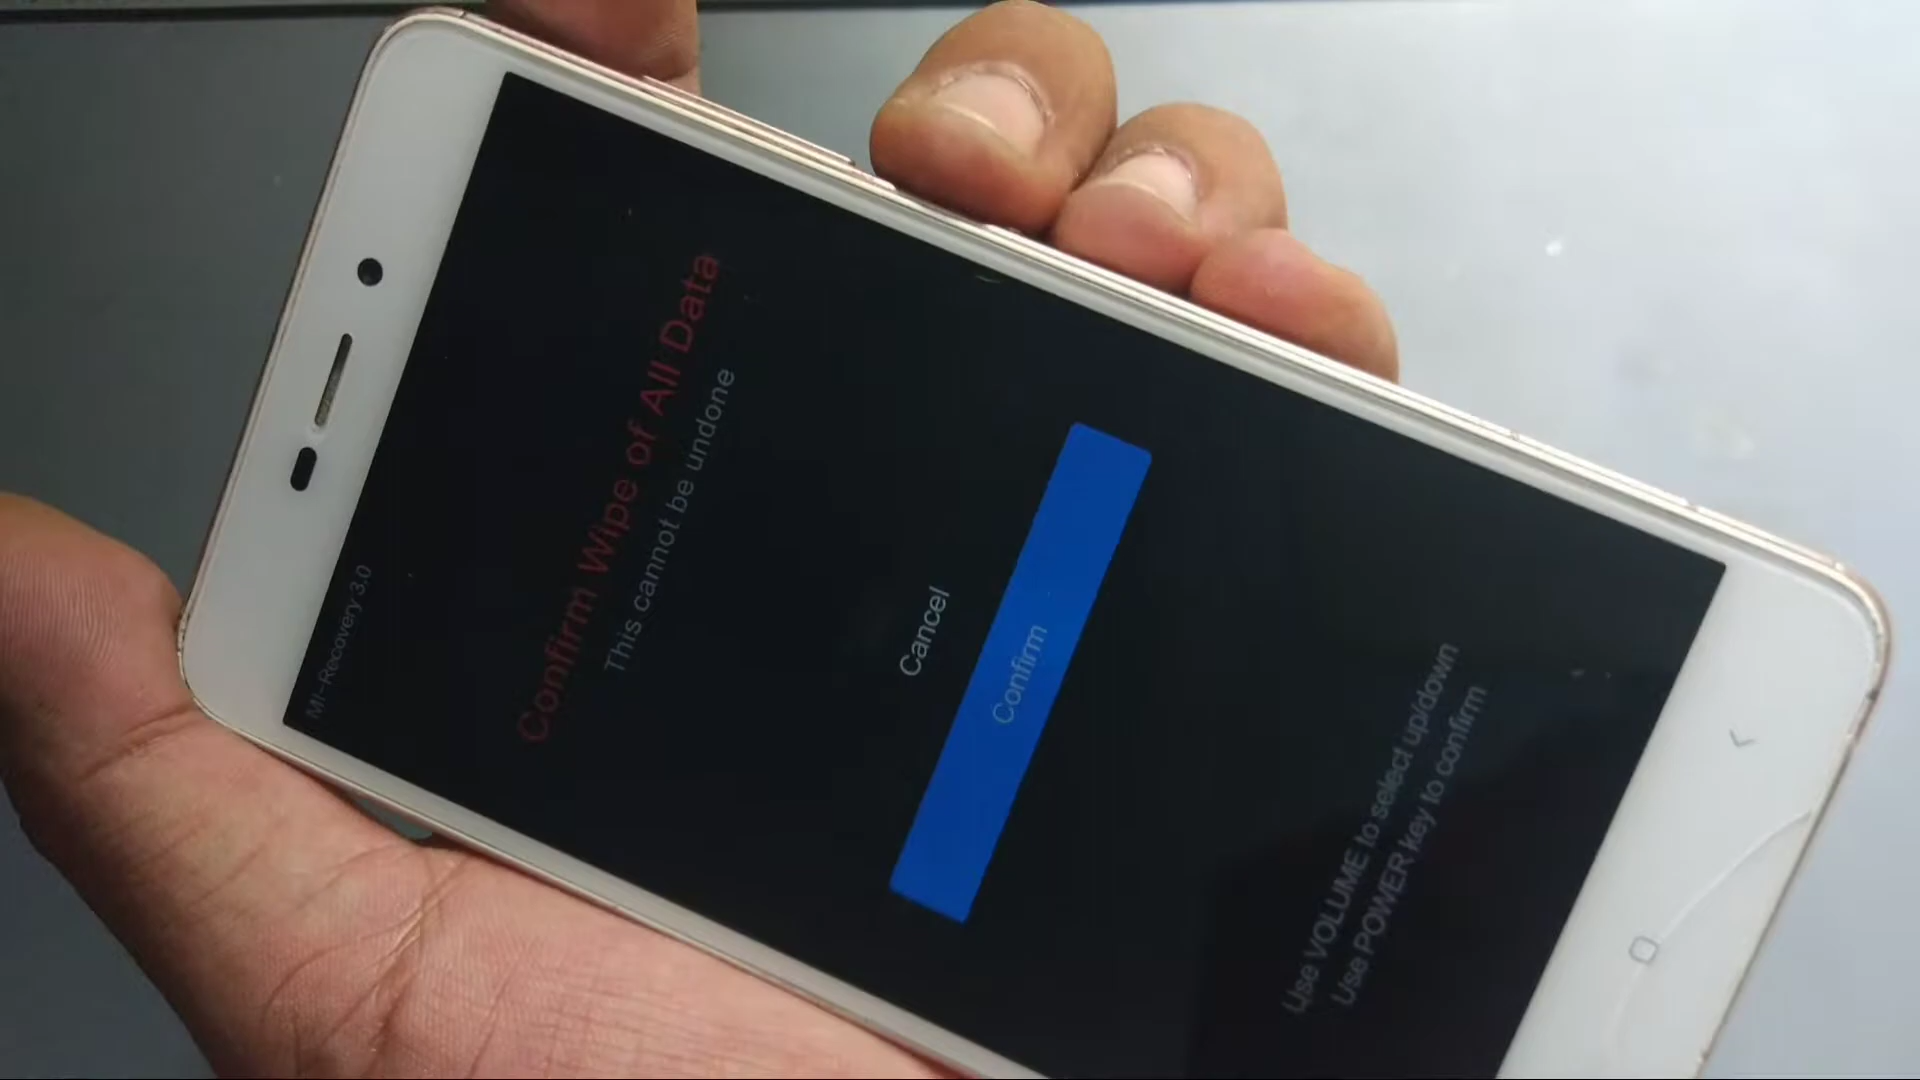 Mi-Recovery 3.0
Confirm Wipe of All Data
This cannot be undone
Cancel
Confirm
Use VOLUME to select up/down
Use POWER key to confirm